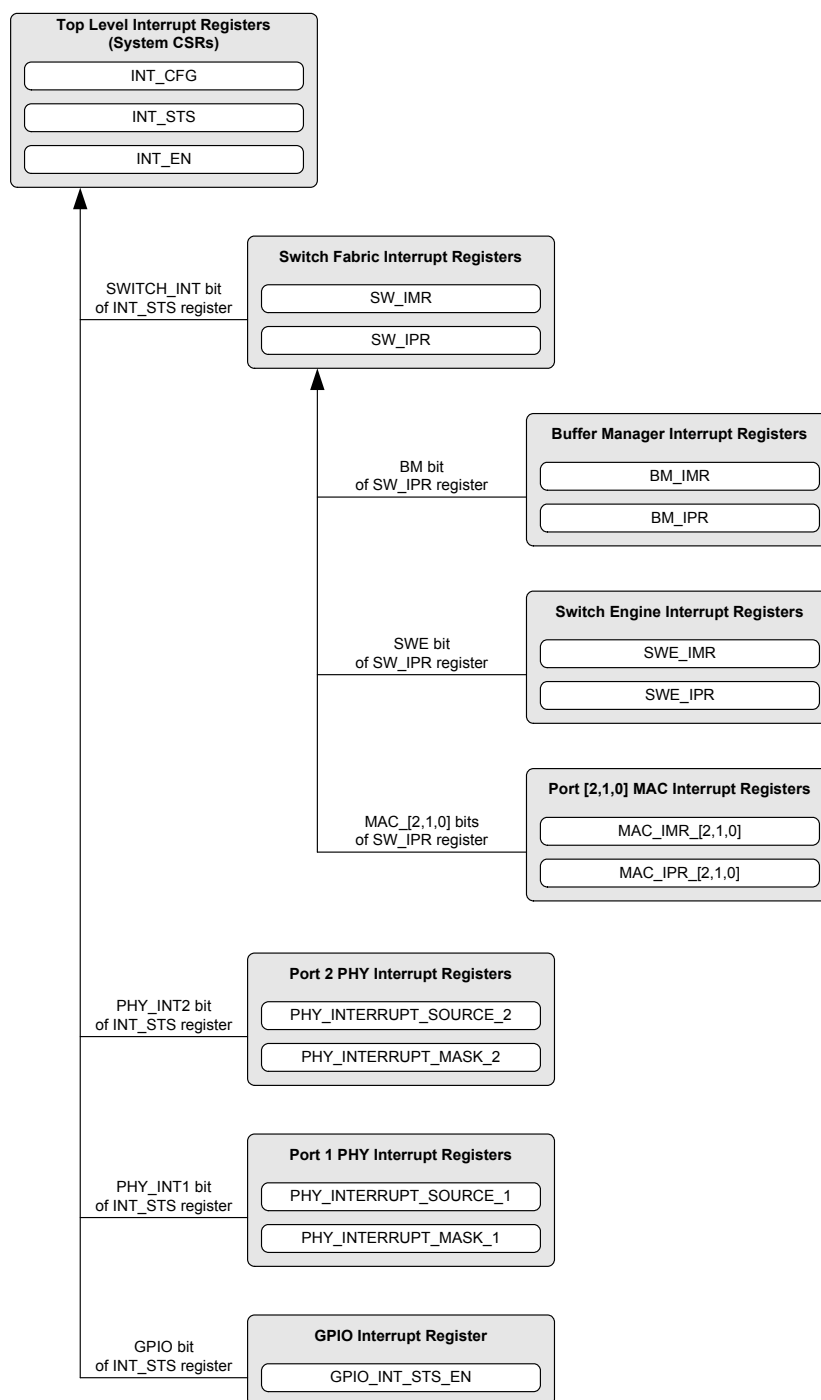 Top Level Interrupt Registers
(System CSRs)
INT_CFG
INT_STS
INT_EN
Switch Fabric Interrupt Registers
SW_IMR
SW_IPR
SWITCH_INT bit
of INT_STS register
Buffer Manager Interrupt Registers
BM_IMR
BM_IPR
BM bit
of SW_IPR register
Switch Engine Interrupt Registers
SWE_IMR
SWE_IPR
SWE bit
of SW_IPR register
Port [2,1,0] MAC Interrupt Registers
MAC_IMR_[2,1,0]
MAC_IPR_[2,1,0]
MAC_[2,1,0] bits
of SW_IPR register
Port 2 PHY Interrupt Registers
PHY_INTERRUPT_SOURCE_2
PHY_INTERRUPT_MASK_2
PHY_INT2 bit
of INT_STS register
Port 1 PHY Interrupt Registers
PHY_INTERRUPT_SOURCE_1
PHY_INTERRUPT_MASK_1
PHY_INT1 bit
of INT_STS register
GPIO Interrupt Register
GPIO_INT_STS_EN
GPIO bit
of INT_STS register